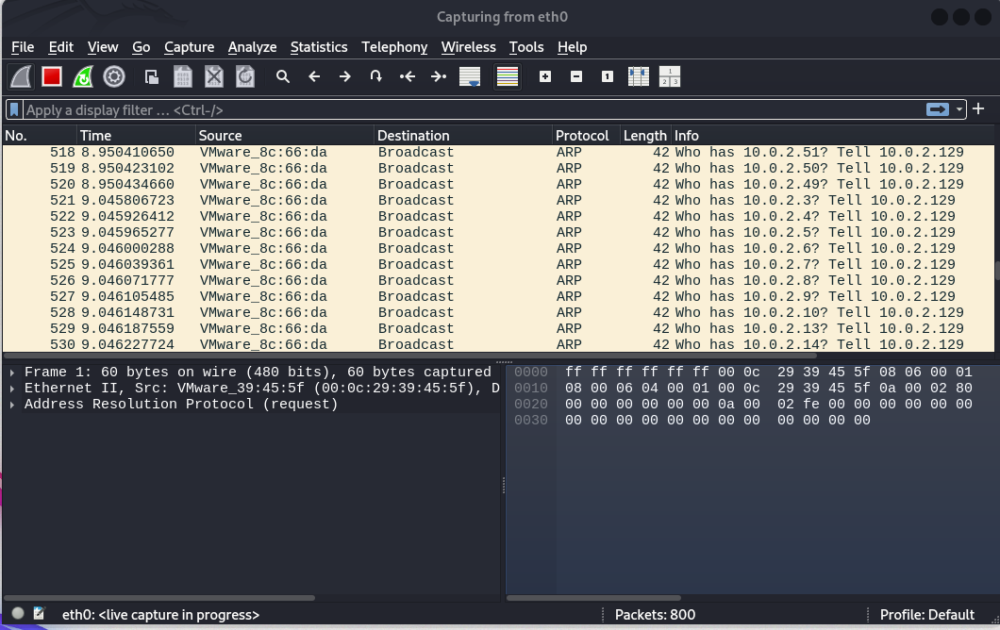 Capturing from eth0
File Edit View Go Capture Analyze Statistics Telephony Wireless Tools Help
Apply a display filter … <Ctrl-/>
No. Time Source Destination Protocol Length Info
518 8.950410650 VMware_8c:66:da Broadcast ARP 42 Who has 10.0.2.51? Tell 10.0.2.129
519 8.950423102 VMware_8c:66:da Broadcast ARP 42 Who has 10.0.2.50? Tell 10.0.2.129
520 8.950434660 VMware_8c:66:da Broadcast ARP 42 Who has 10.0.2.49? Tell 10.0.2.129
521 9.045806723 VMware_8c:66:da Broadcast ARP 42 Who has 10.0.2.3? Tell 10.0.2.129
522 9.045926412 VMware_8c:66:da Broadcast ARP 42 Who has 10.0.2.4? Tell 10.0.2.129
523 9.045965277 VMware_8c:66:da Broadcast ARP 42 Who has 10.0.2.5? Tell 10.0.2.129
524 9.046000288 VMware_8c:66:da Broadcast ARP 42 Who has 10.0.2.6? Tell 10.0.2.129
525 9.046039361 VMware_8c:66:da Broadcast ARP 42 Who has 10.0.2.7? Tell 10.0.2.129
526 9.046071777 VMware_8c:66:da Broadcast ARP 42 Who has 10.0.2.8? Tell 10.0.2.129
527 9.046105485 VMware_8c:66:da Broadcast ARP 42 Who has 10.0.2.9? Tell 10.0.2.129
528 9.046148731 VMware_8c:66:da Broadcast ARP 42 Who has 10.0.2.10? Tell 10.0.2.129
529 9.046187559 VMware_8c:66:da Broadcast ARP 42 Who has 10.0.2.13? Tell 10.0.2.129
530 9.046227724 VMware_8c:66:da Broadcast ARP 42 Who has 10.0.2.14? Tell 10.0.2.129
Frame 1: 60 bytes on wire (480 bits), 60 bytes captured
Ethernet II, Src: VMware_39:45:5f (00:0c:29:39:45:5f), D
Address Resolution Protocol (request)
0000 ff ff ff ff ff ff 00 0c 29 39 45 5f 08 06 00 01
0010 08 00 06 04 00 01 00 0c 29 39 45 5f 0a 00 02 80
0020 00 00 00 00 00 00 0a 00 02 fe 00 00 00 00 00 00
0030 00 00 00 00 00 00 00 00 00 00 00 00
eth0: <live capture in progress> Packets: 800 Profile: Default